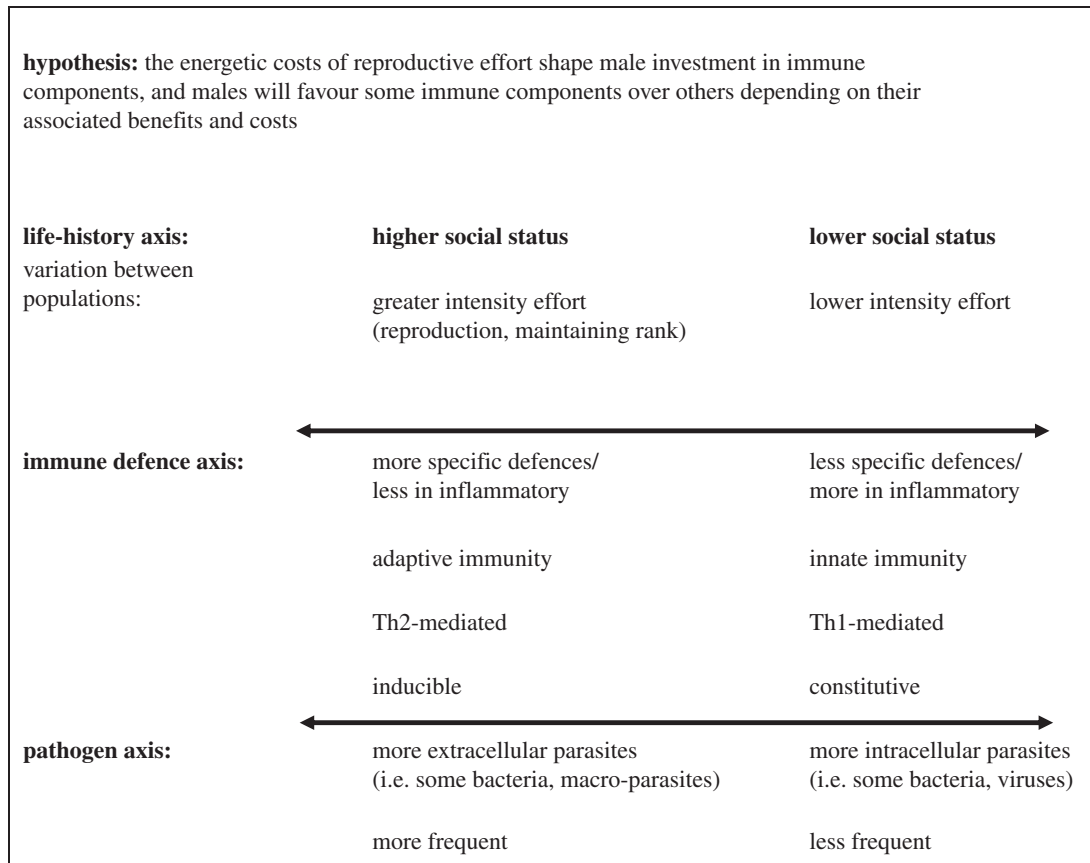 hypothesis: the energetic costs of reproductive effort shape male investment in immune
components, and males will favour some immune components over others depending on their
associated benefits and costs
life-history axis: higher social status lower social status
variation between
populations:
greater intensity effort lower intensity effort
(reproduction, maintaining rank)
immune defence axis: more specific defences/ less specific defences/
less in inflammatory more in inflammatory
adaptive immunity innate immunity
Th2-mediated Th1-mediated
inducible constitutive
pathogen axis: more extracellular parasites more intracellular parasites
(i.e. some bacteria, macro-parasites) (i.e. some bacteria, viruses)
more frequent less frequent